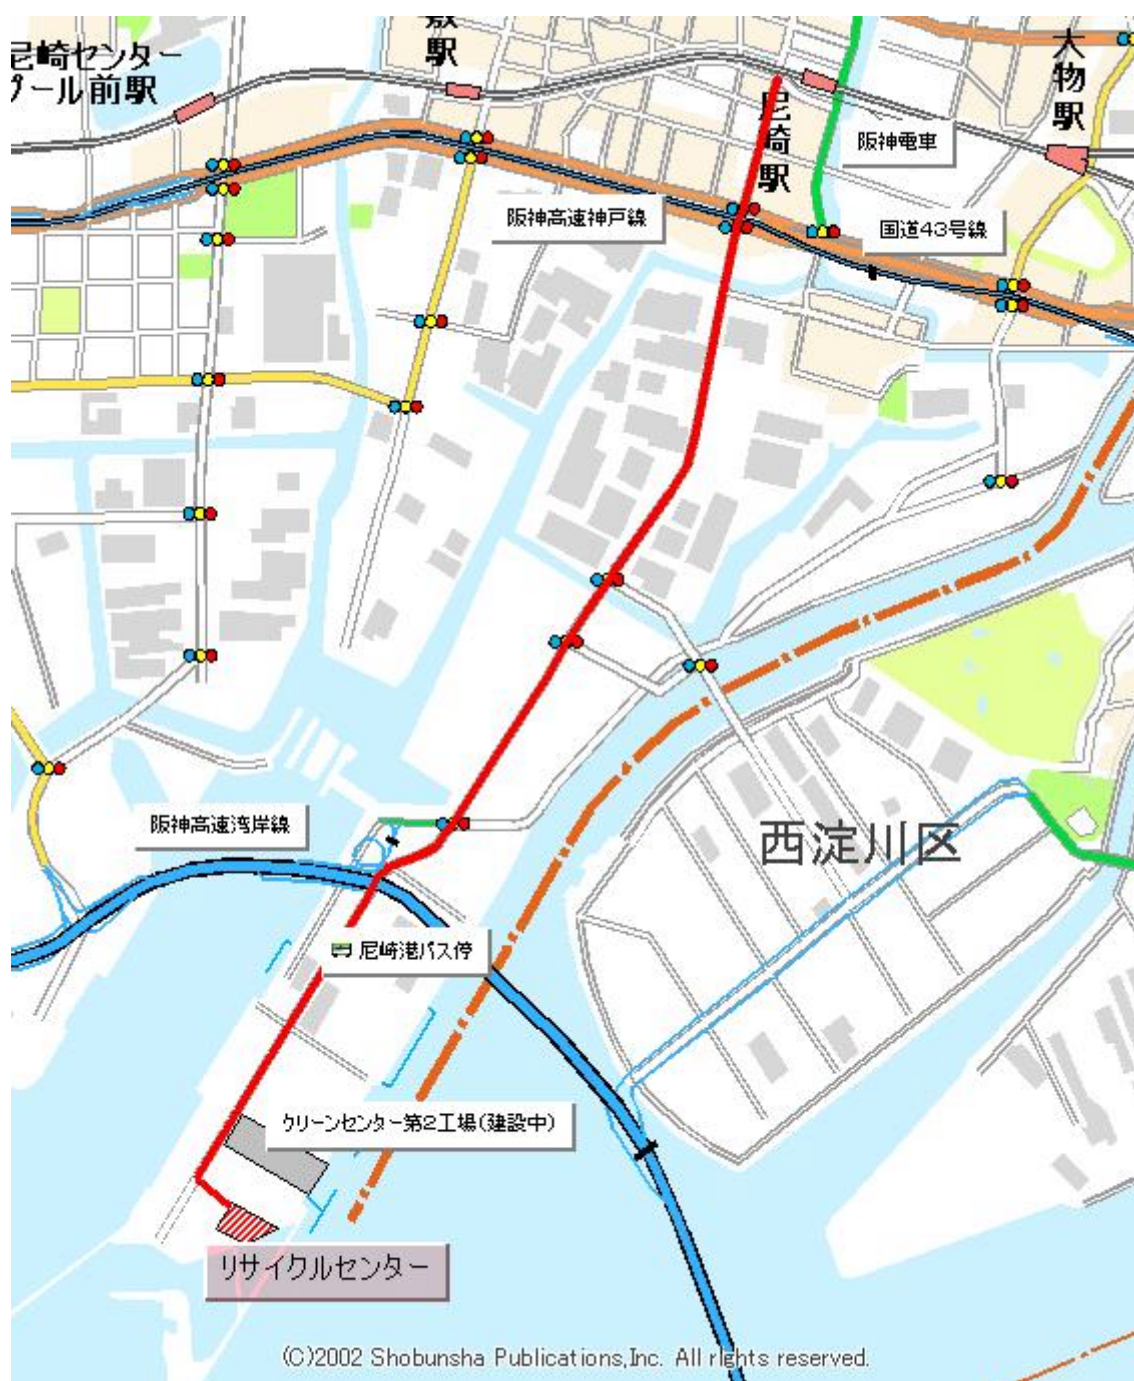 尼崎センター
プール前駅
敷駅
尼崎駅
大物駅
阪神電車
阪神高速神戸線
国道43号線
阪神高速湾岸線
西淀川区
尼崎港バス停
クリーンセンター第2工場(建設中)
リサイクルセンター
(C)2002 Shobunsha Publications,Inc. All rights reserved.